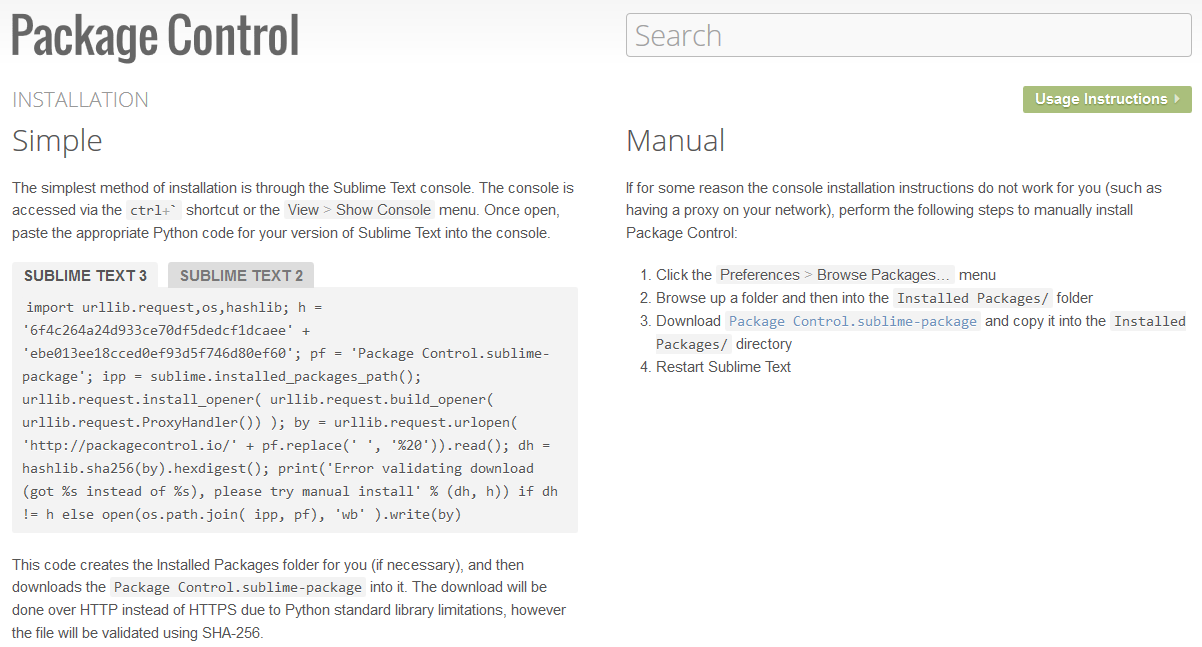 Package Control
Search
INSTALLATION
Usage Instructions
Simple
The simplest method of installation is through the Sublime Text console. The console is
accessed via the ctrl+` shortcut or the View > Show Console menu. Once open,
paste the appropriate Python code for your version of Sublime Text into the console.
SUBLIME TEXT 3
SUBLIME TEXT 2
import urllib.request,os,hashlib; h =
'6f4c264a24d933ce70df5dedcf1dcaee' +
'ebe013ee18cced0ef93d5f746d80ef60'; pf = 'Package Control.sublime-
package'; ipp = sublime.installed_packages_path();
urllib.request.install_opener( urllib.request.build_opener(
urllib.request.ProxyHandler()) ); by = urllib.request.urlopen(
'http://packagecontrol.io/' + pf.replace(' ', '%20')).read(); dh =
hashlib.sha256(by).hexdigest(); print('Error validating download
(got %s instead of %s), please try manual install' % (dh, h)) if dh
!= h else open(os.path.join( ipp, pf), 'wb' ).write(by)
This code creates the Installed Packages folder for you (if necessary), and then
downloads the Package Control.sublime-package into it. The download will be
done over HTTP instead of HTTPS due to Python standard library limitations, however
the file will be validated using SHA-256.
Manual
If for some reason the console installation instructions do not work for you (such as
having a proxy on your network), perform the following steps to manually install
Package Control:
1. Click the Preferences > Browse Packages… menu
2. Browse up a folder and then into the Installed Packages/ folder
3. Download Package Control.sublime-package and copy it into the Installed
Packages/ directory
4. Restart Sublime Text